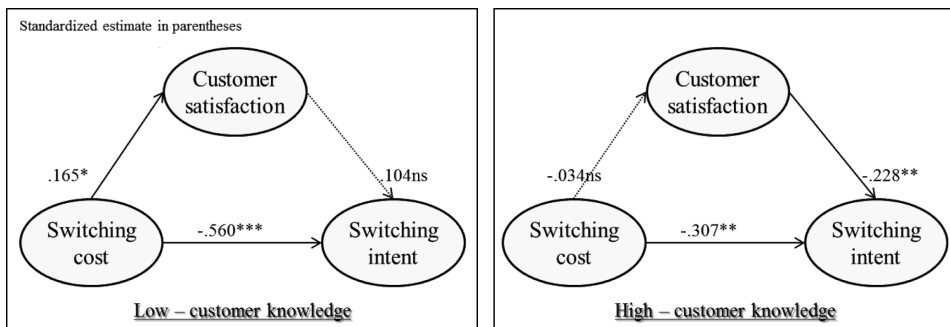 Standardized estimate in parentheses
Customer
satisfaction
.165*
.104ns
Switching
cost
-.560***
Switching
intent
Low – customer knowledge
Customer
satisfaction
-.034ns
-.228**
Switching
cost
-.307**
Switching
intent
High – customer knowledge